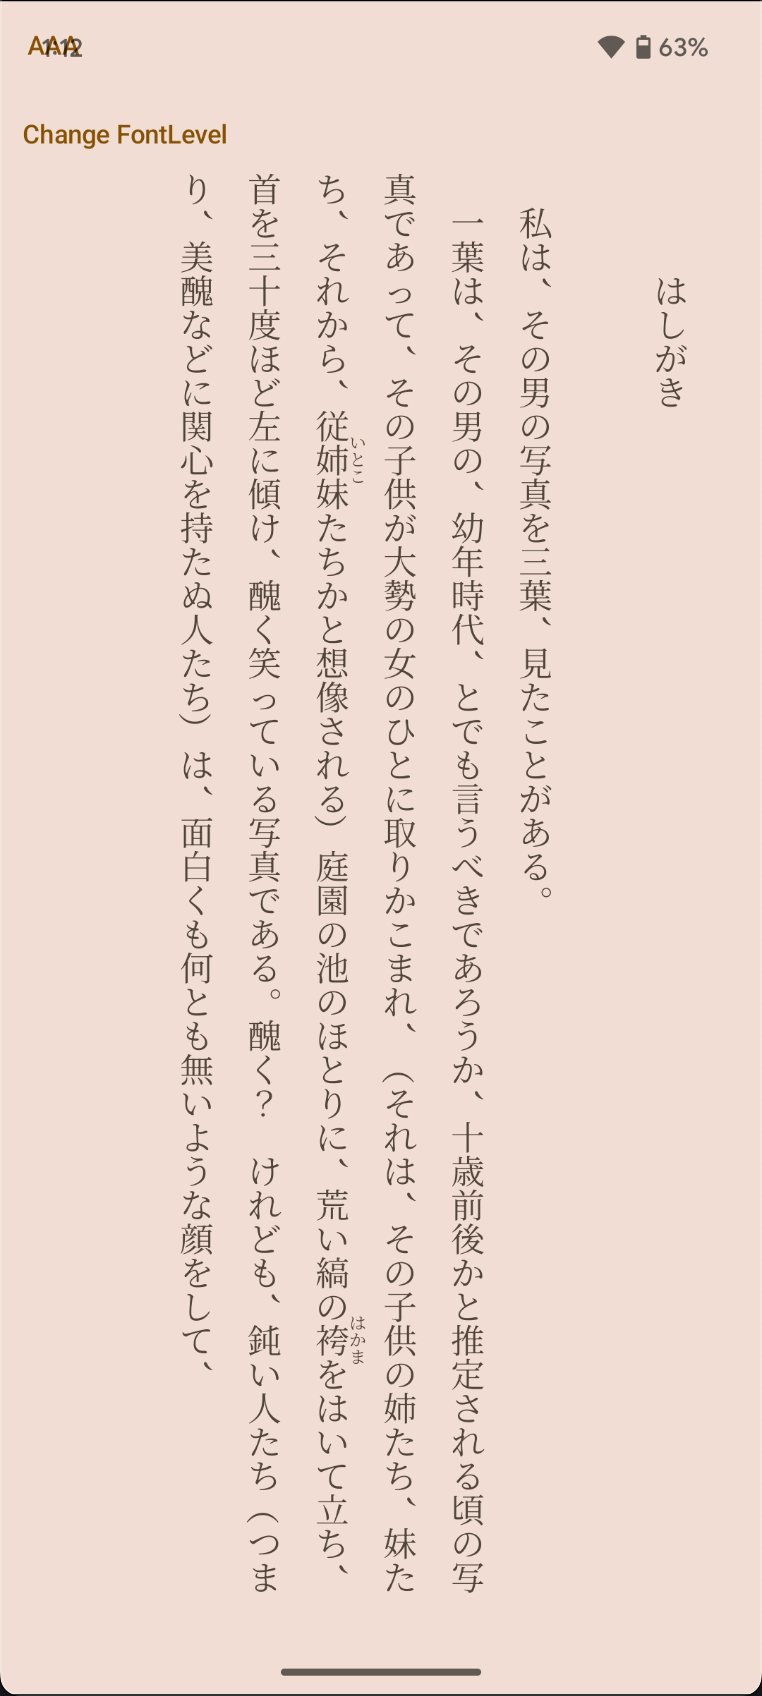 AAA
1:12
63%
Change FontLevel
はしがき
私は、その男の写真を三葉、見たことがある。
一葉は、その男の、幼年時代、とでも言うべきであろうか、十歳前後かと推定される頃の写
真であって、その子供が大勢の女のひとに取りかこまれ、（それは、その子供の姉たち、妹た
ち、それから、従姉妹いとこたちかと想像される）庭園の池のほとりに、荒い縞の袴はかまをはいて立ち、
首を三十度ほど左に傾け、醜く笑っている写真である。醜く？　けれども、鈍い人たち（つま
り、美醜などに関心を持たぬ人たち）は、面白くも何とも無いような顔をして、